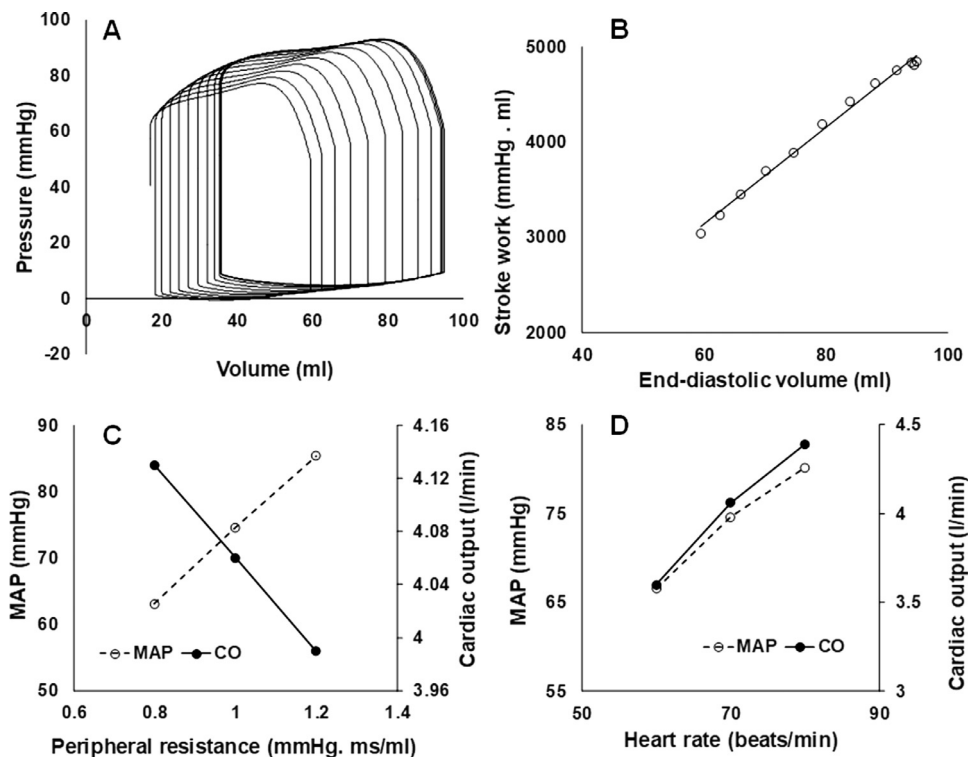 A
Pressure (mmHg)
100
80
60
40
20
0
-20
0
20
40
60
80
100
Volume (ml)
B
Stroke work (mmHg . ml)
5000
4000
3000
2000
40
60
80
100
End-diastolic volume (ml)
C
MAP (mmHg)
90
80
70
60
50
4.16
4.12
4.08
4.04
4
3.96
Cardiac output (l/min)
MAP
CO
0.6
0.8
1
1.2
1.4
Peripheral resistance (mmHg. ms/ml)
D
MAP (mmHg)
85
75
65
55
4.5
4
3.5
3
Cardiac output (l/min)
MAP
CO
50
70
90
Heart rate (beats/min)